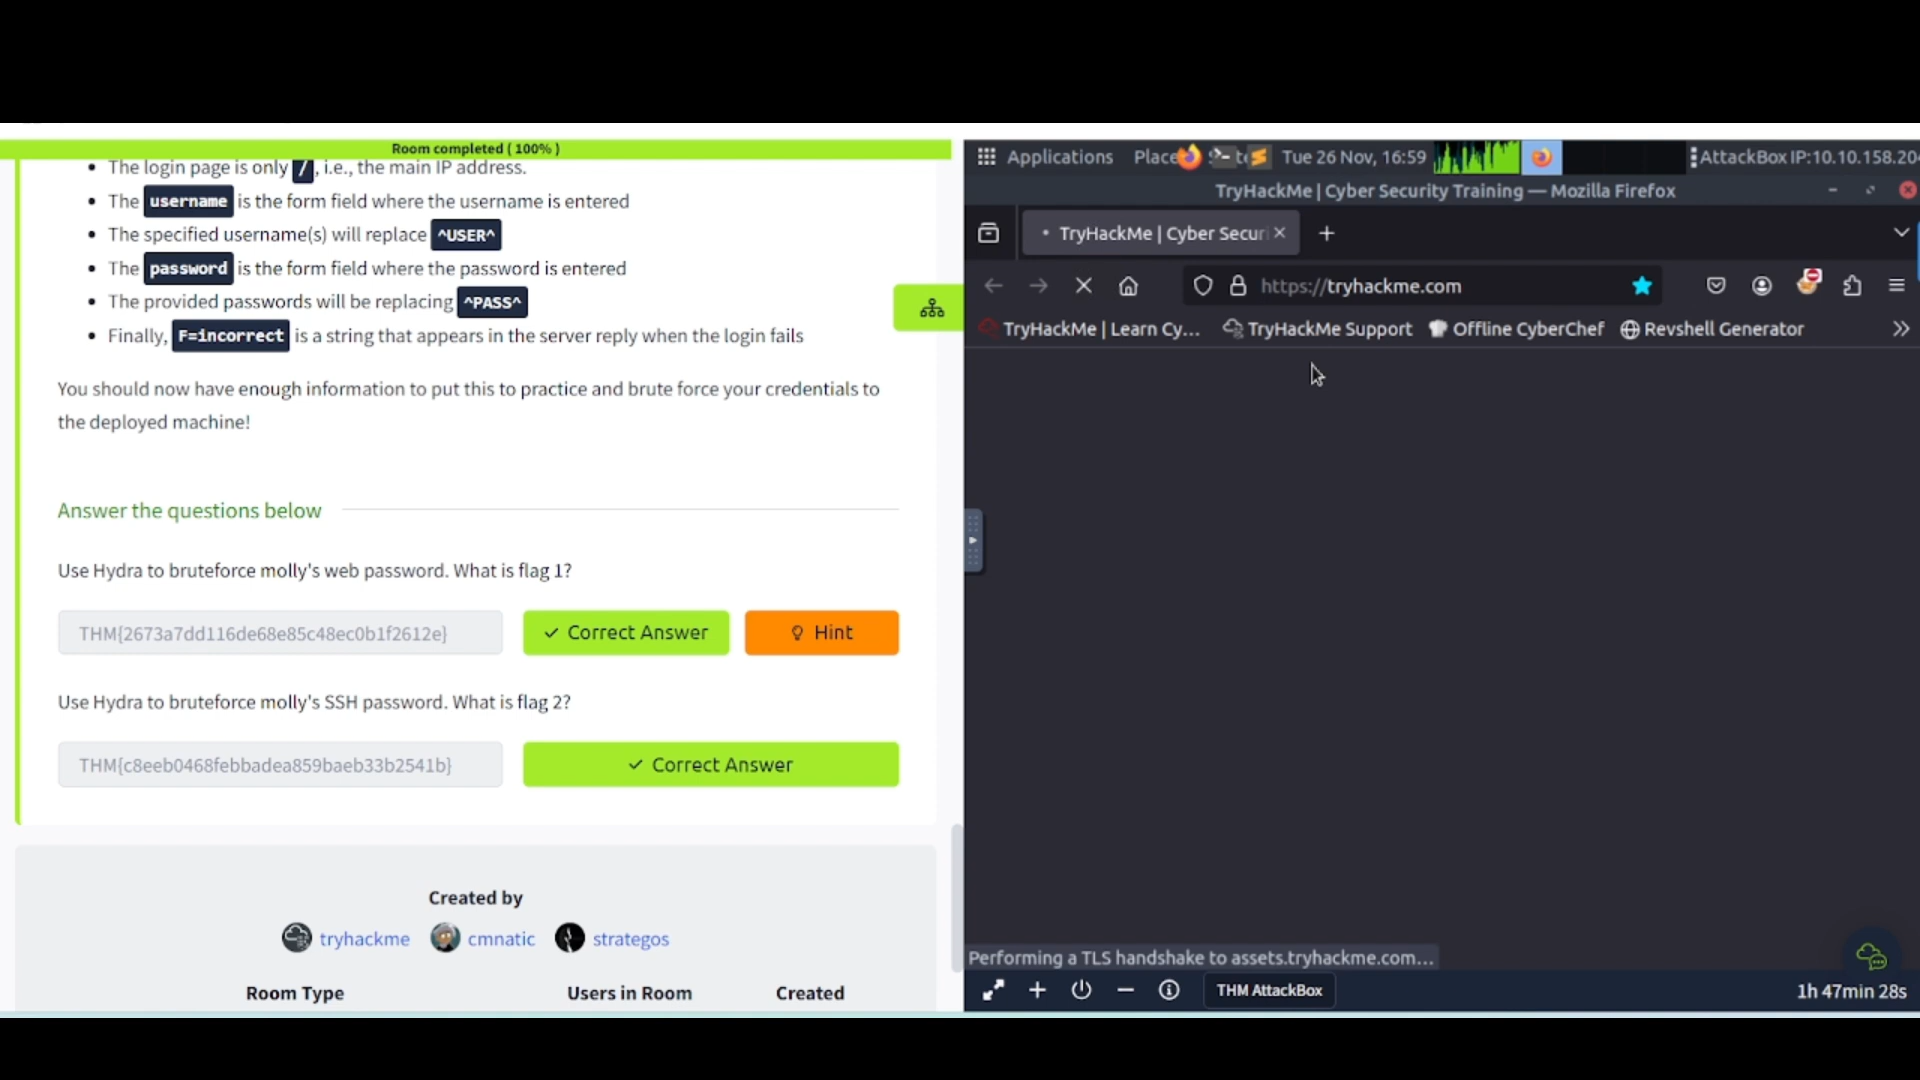 Room completed ( 100% )
• The login page is only / , i.e., the main IP address.
• The username is the form field where the username is entered
• The specified username(s) will replace ^USER^
• The password is the form field where the password is entered
• The provided passwords will be replacing ^PASS^
• Finally, F=incorrect is a string that appears in the server reply when the login fails
You should now have enough information to put this to practice and brute force your credentials to
the deployed machine!
Answer the questions below
Use Hydra to bruteforce molly's web password. What is flag 1?
THM{2673a7dd116de68e85c48ec0b1f2612e}
Correct Answer
Hint
Use Hydra to bruteforce molly's SSH password. What is flag 2?
THM{c8eeb0468febbadea859baeb33b2541b}
Correct Answer
Created by
tryhackme cmnatic strategos
Room Type Users in Room Created
Applications Place Tue 26 Nov, 16:59 AttackBox IP:10.10.158.20
TryHackMe | Cyber Security Training — Mozilla Firefox
TryHackMe | Cyber Securi
https://tryhackme.com
TryHackMe | Learn Cy... TryHackMe Support Offline CyberChef Revshell Generator
Performing a TLS handshake to assets.tryhackme.com...
THM AttackBox
1h 47min 28s